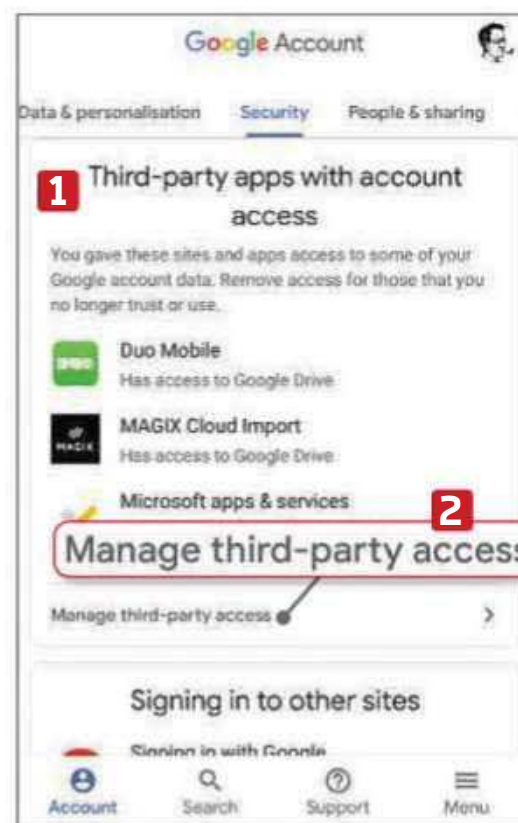 Google Account
Data & personalisation Security People & sharing
1
Third-party apps with account
access
You gave these sites and apps access to some of your
Google account data. Remove access for those that you
no longer trust or use.
Duo Mobile
Has access to Google Drive
MAGIX
MAGIX Cloud Import
Has access to Google Drive
Microsoft apps & services
2
Manage third-party access
Manage third-party access
Signing in to other sites
Signing in with Google
Account Search Support Menu